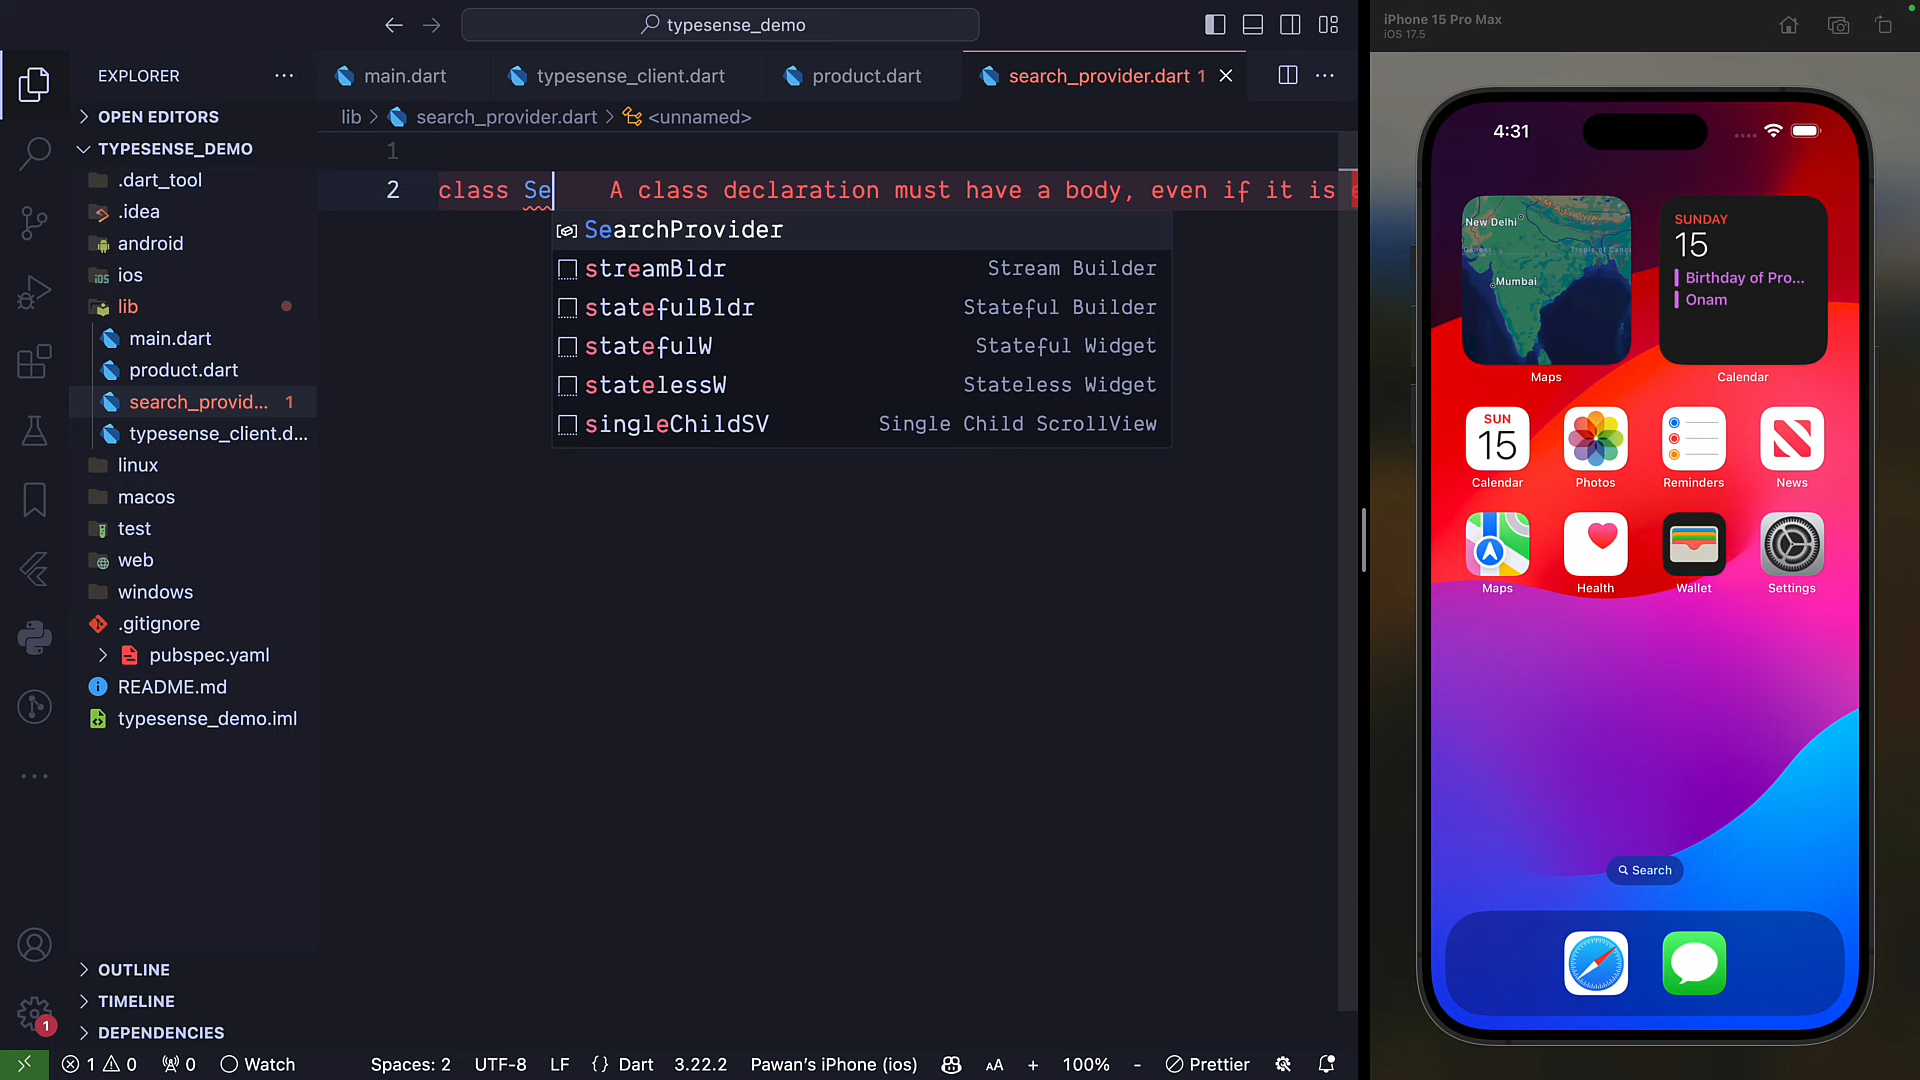 typesense_demo
EXPLORER
OPEN EDITORS
TYPESENSE_DEMO
.dart_tool
.idea
android
ios
lib
main.dart
product.dart
search_provid... 1
typesense_client.d...
linux
macos
test
web
windows
.gitignore
pubspec.yaml
README.md
typesense_demo.iml
OUTLINE
TIMELINE
DEPENDENCIES
main.dart
typesense_client.dart
product.dart
search_provider.dart 1
lib > search_provider.dart > <unnamed>
1
2 class Se A class declaration must have a body, even if it is
SearchProvider
streamBldr Stream Builder
statefulBldr Stateful Builder
statefulW Stateful Widget
statelessW Stateless Widget
singleChildSV Single Child ScrollView
1
1 0 0 Watch Spaces: 2 UTF-8 LF {} Dart 3.22.2 Pawan's iPhone (ios) AA + 100% - Prettier
iPhone 15 Pro Max
iOS 17.5
4:31
New Delhi
Mumbai
Maps
SUNDAY
15
Birthday of Pro...
Onam
Calendar
SUN
15
Calendar
Photos
Reminders
News
Maps
Health
Wallet
Settings
Search